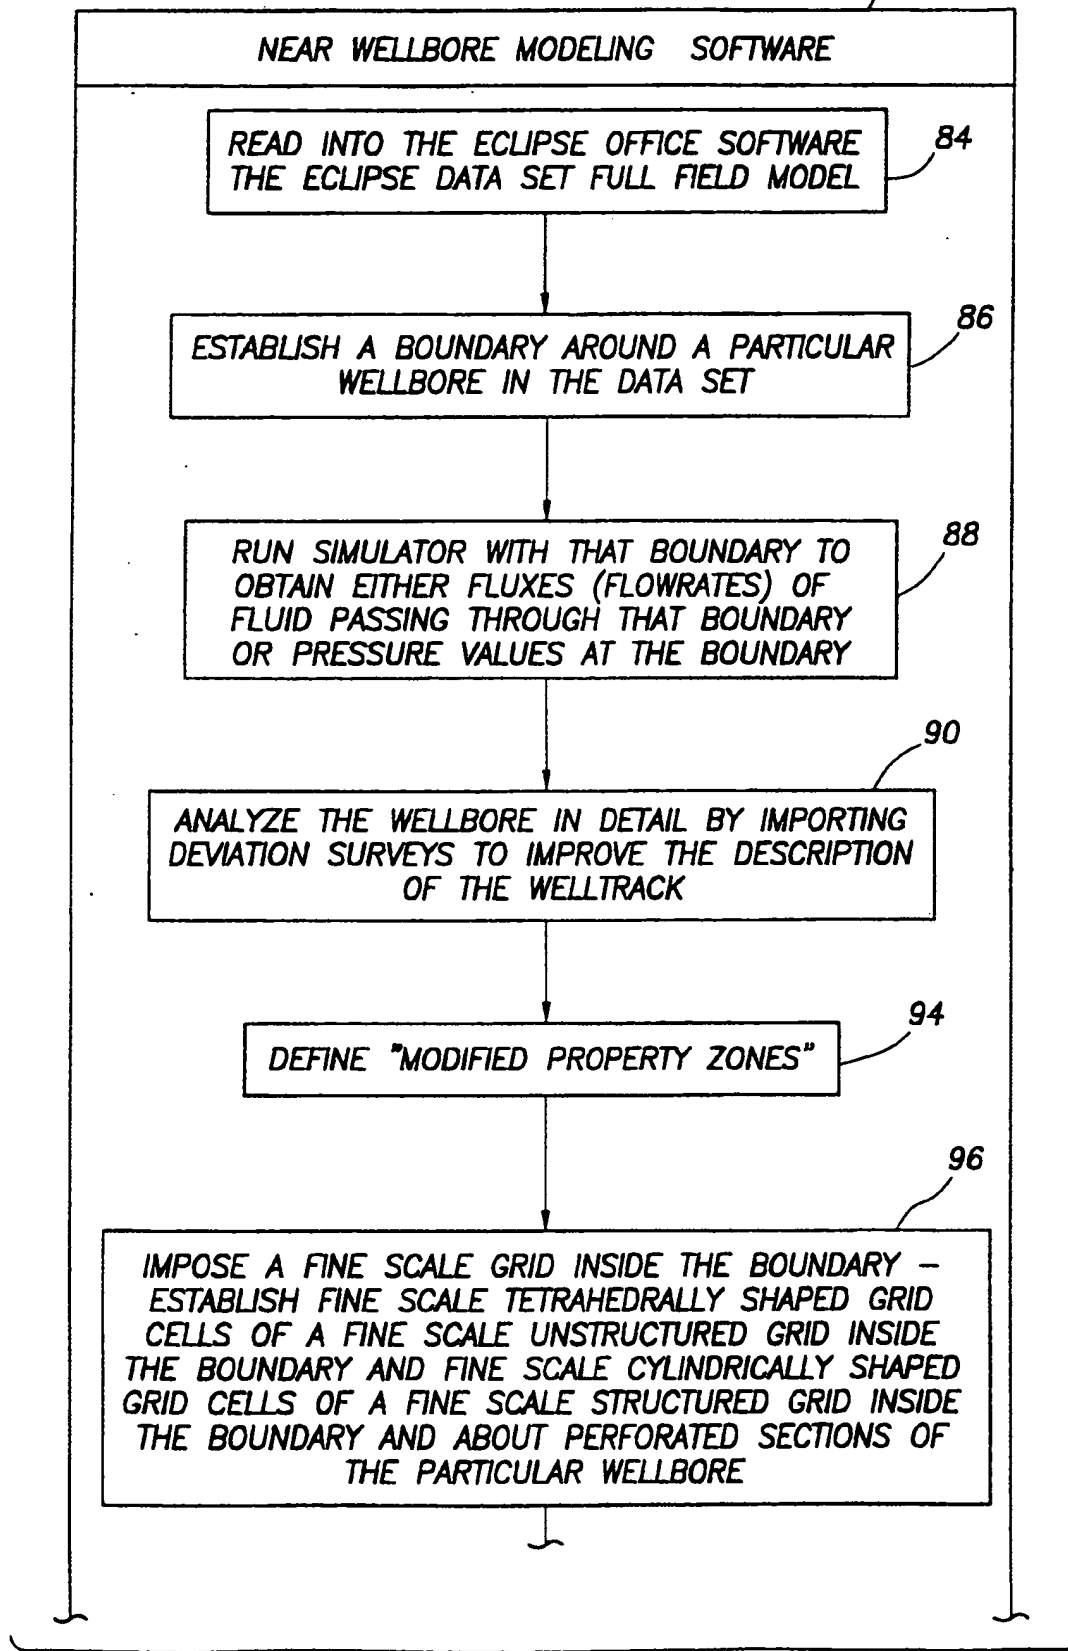 NEAR WELLBORE MODELING SOFTWARE
READ INTO THE ECLIPSE OFFICE SOFTWARE
THE ECLIPSE DATA SET FULL FIELD MODEL
84
ESTABLISH A BOUNDARY AROUND A PARTICULAR
WELLBORE IN THE DATA SET
86
RUN SIMULATOR WITH THAT BOUNDARY TO
OBTAIN EITHER FLUXES (FLOWRATES) OF
FLUID PASSING THROUGH THAT BOUNDARY
OR PRESSURE VALUES AT THE BOUNDARY
88
ANALYZE THE WELLBORE IN DETAIL BY IMPORTING
DEVIATION SURVEYS TO IMPROVE THE DESCRIPTION
OF THE WELLTRACK
90
DEFINE "MODIFIED PROPERTY ZONES"
94
IMPOSE A FINE SCALE GRID INSIDE THE BOUNDARY –
ESTABLISH FINE SCALE TETRAHEDRALLY SHAPED GRID
CELLS OF A FINE SCALE UNSTRUCTURED GRID INSIDE
THE BOUNDARY AND FINE SCALE CYLINDRICALLY SHAPED
GRID CELLS OF A FINE SCALE STRUCTURED GRID INSIDE
THE BOUNDARY AND ABOUT PERFORATED SECTIONS OF
THE PARTICULAR WELLBORE
96